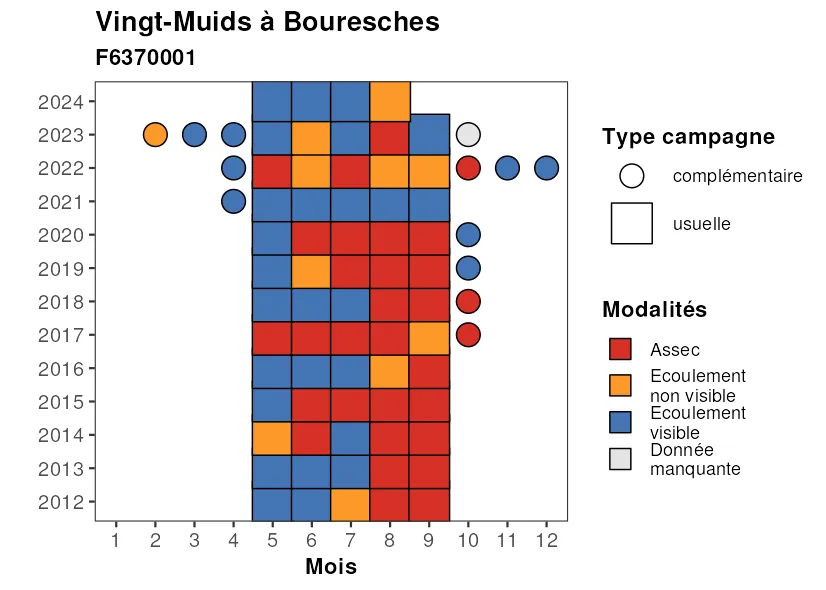 Vingt-Muids à Bouresches
F6370001
2024
2023
2022
2021
2020
2019
2018
2017
2016
2015
2014
2013
2012
1 2 3 4 5 6 7 8 9 10 11 12
Mois
Type campagne
complémentaire
usuelle
Modalités
Assec
Ecoulement
non visible
Ecoulement
visible
Donnée
manquante